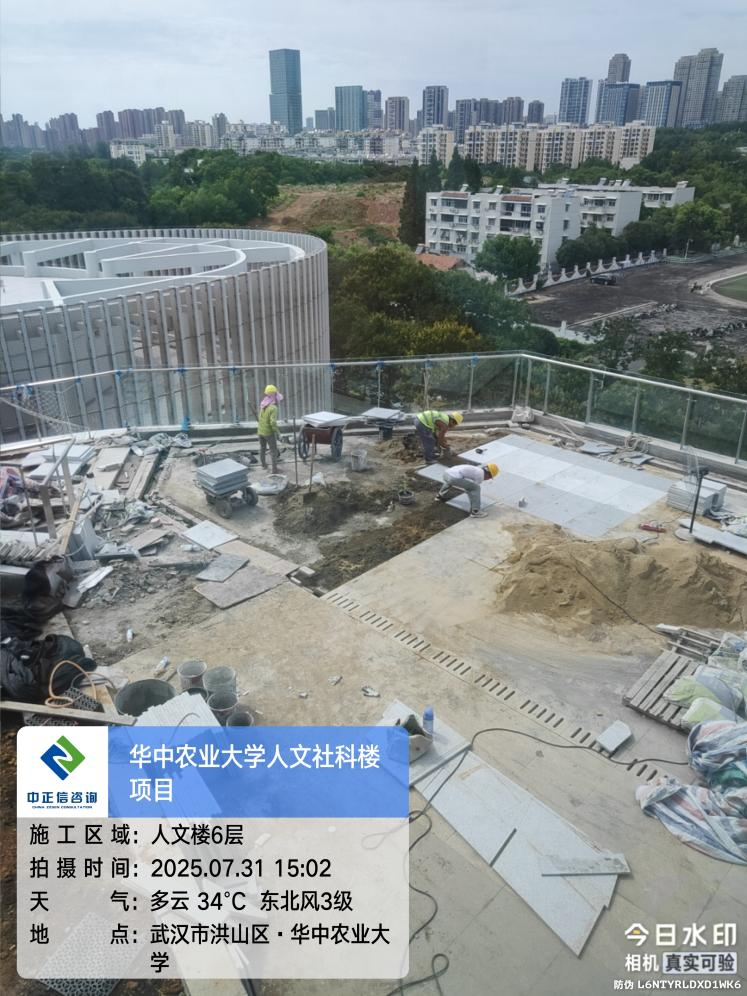 华中农业大学人文社科楼
项目
中正信咨询
CHINA ZESIN CONSULTATION
施工区域：人文楼6层
拍摄时间：2025.07.31 15:02
天气：多云 34℃ 东北风3级
地点：武汉市洪山区·华中农业大
学
今日水印
相机 真实可验
防伪 L6NTYRLDXD1WK6